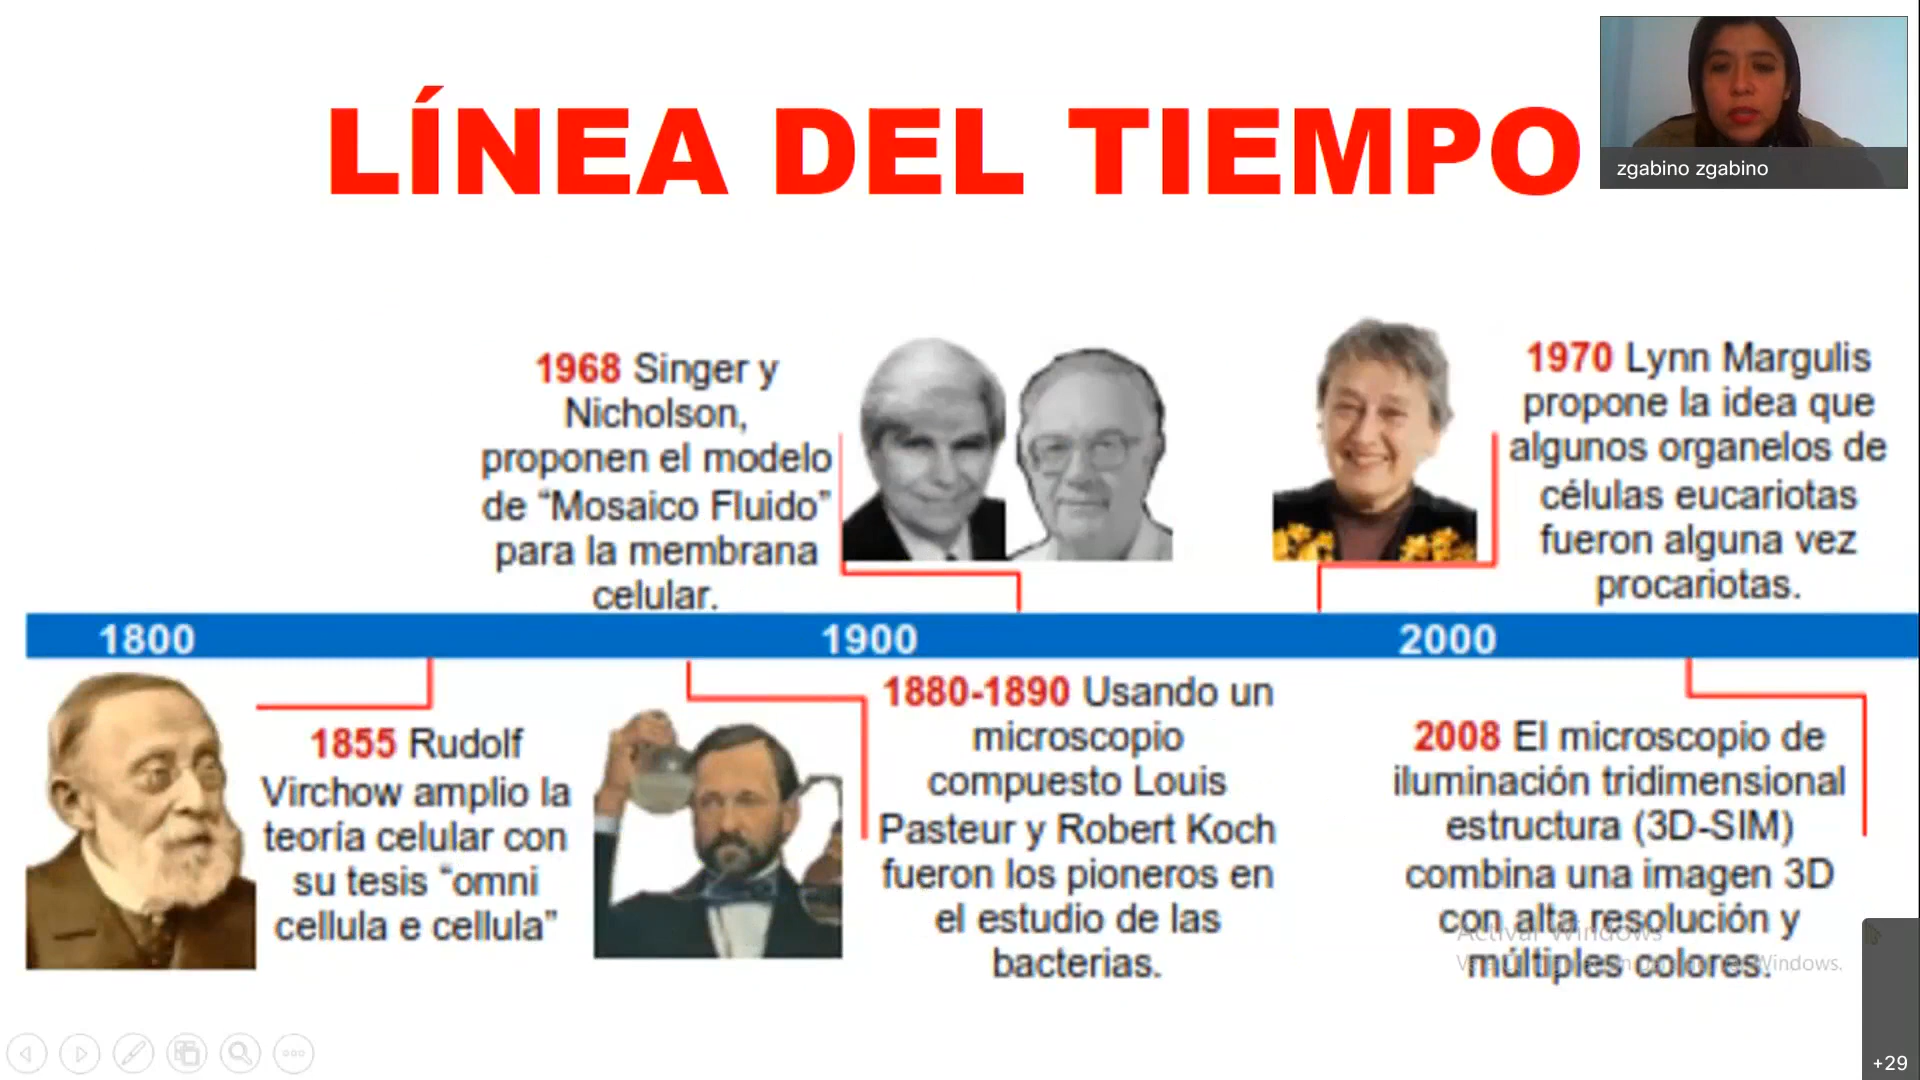 LÍNEA DEL TIEMPO
zgabino zgabino
1968 Singer y
Nicholson,
proponen el modelo
de “Mosaico Fluido”
para la membrana
celular.
1970 Lynn Margulis
propone la idea que
algunos organelos de
células eucariotas
fueron alguna vez
procariotas.
1800
1900
2000
1855 Rudolf
Virchow amplio la
teoría celular con
su tesis “omni
cellula e cellula”
1880-1890 Usando un
microscopio
compuesto Louis
Pasteur y Robert Koch
fueron los pioneros en
el estudio de las
bacterias.
2008 El microscopio de
iluminación tridimensional
estructura (3D-SIM)
combina una imagen 3D
con alta resolución y
múltiples colores.
Activar Windows
Windows.
+29